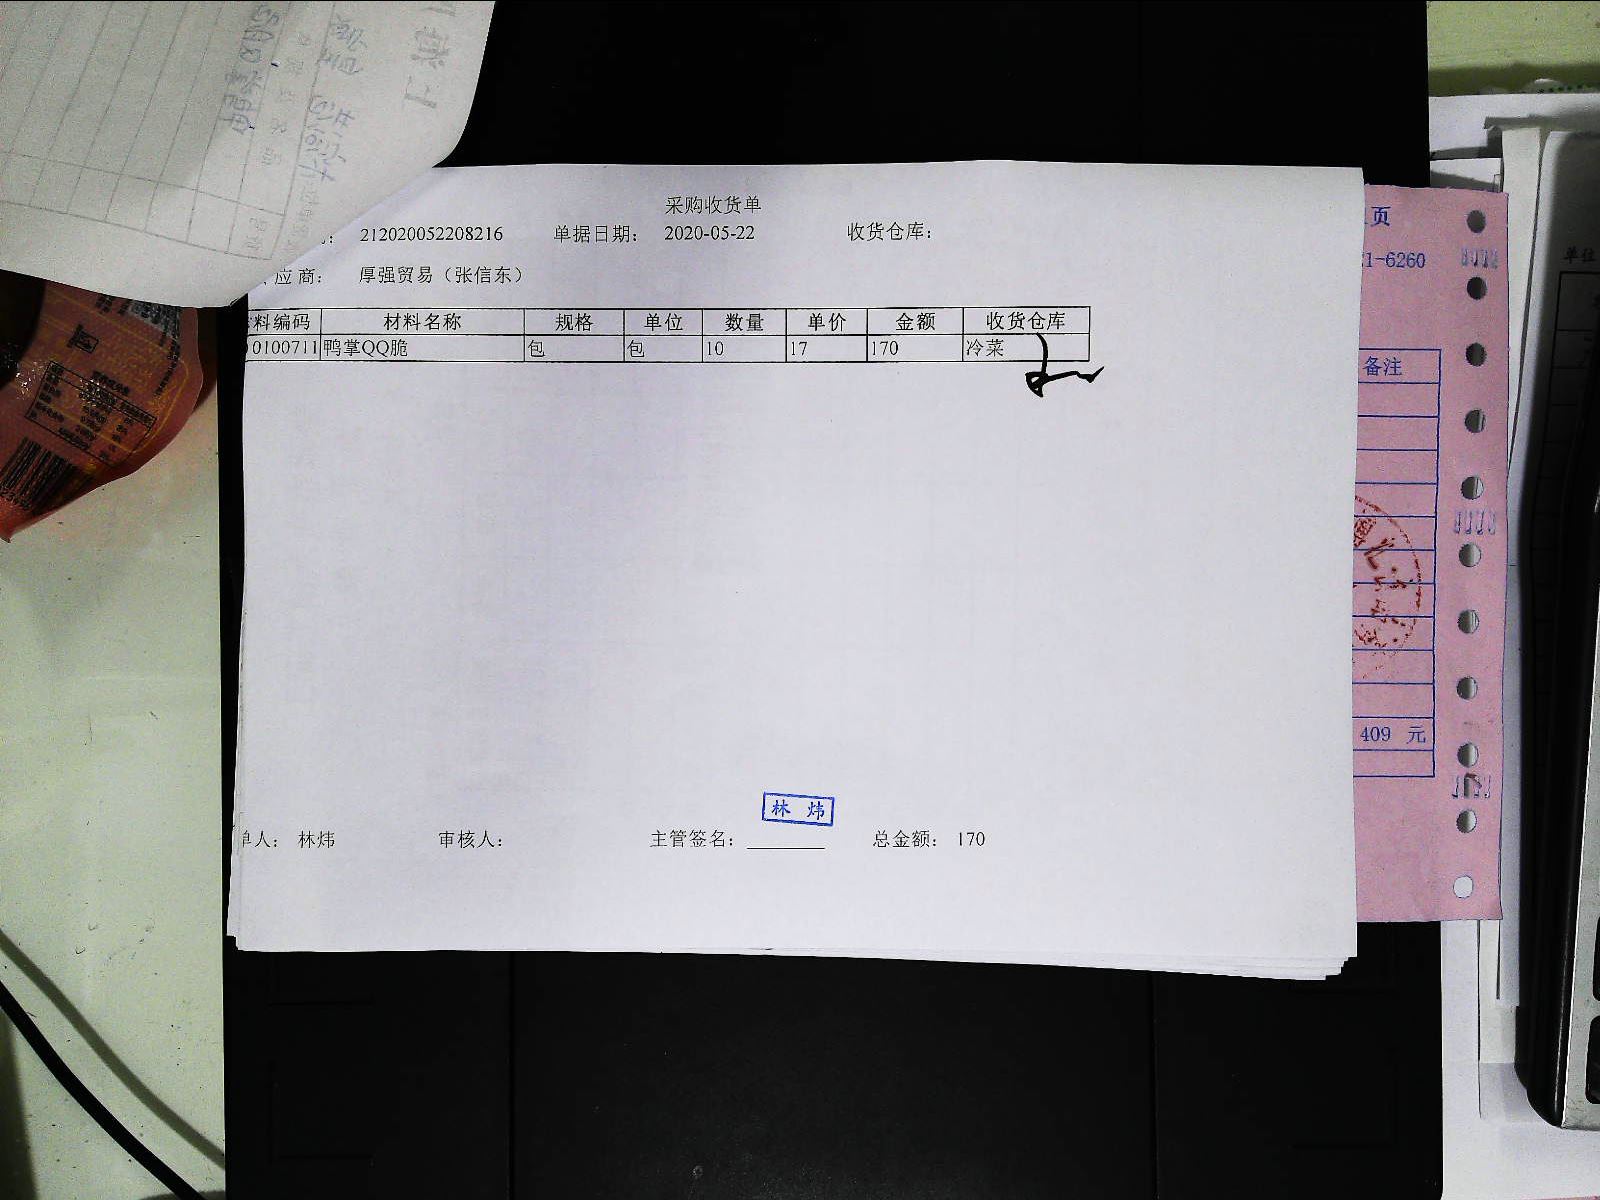 采购收货单
: 212020052208216 单据日期: 2020-05-22 收货仓库:
应商: 厚强贸易（张信东）
料编码 材料名称 规格 单位 数量 单价 金额 收货仓库
0100711 鸭掌QQ脆 包 包 10 17 170 冷菜
林 炜
单人: 林炜 审核人: 主管签名: 总金额: 170
页
1-6260
备注
409 元
单位